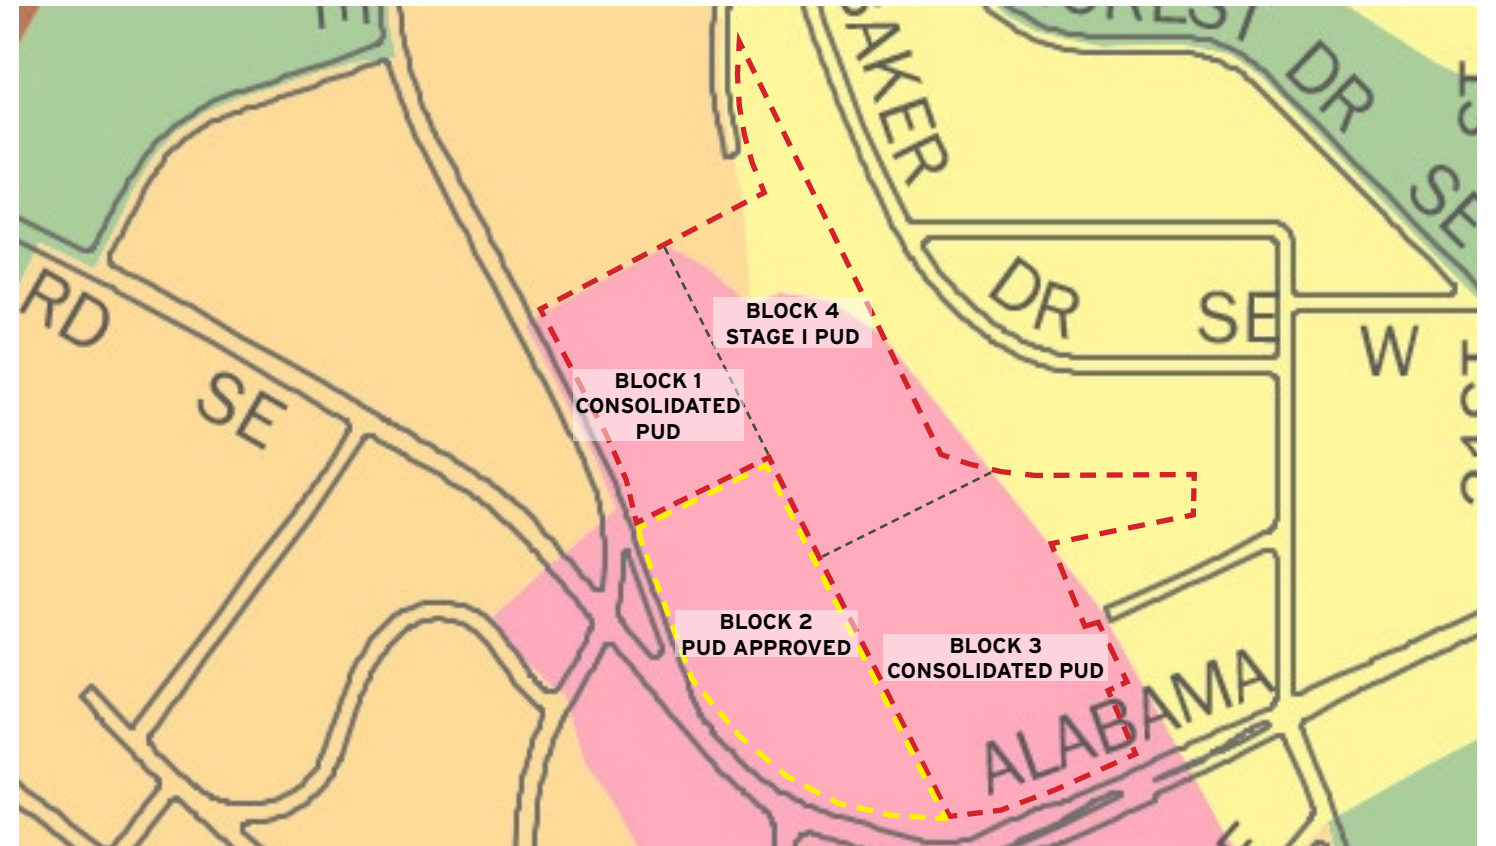 AKER
DR
SE
RD
BLOCK 4
STAGE I PUD
DR
SE
W
BLOCK 1
CONSOLIDATED
PUD
SE
BLOCK 2
PUD APPROVED
BLOCK 3
CONSOLIDATED PUD
ALABAMA